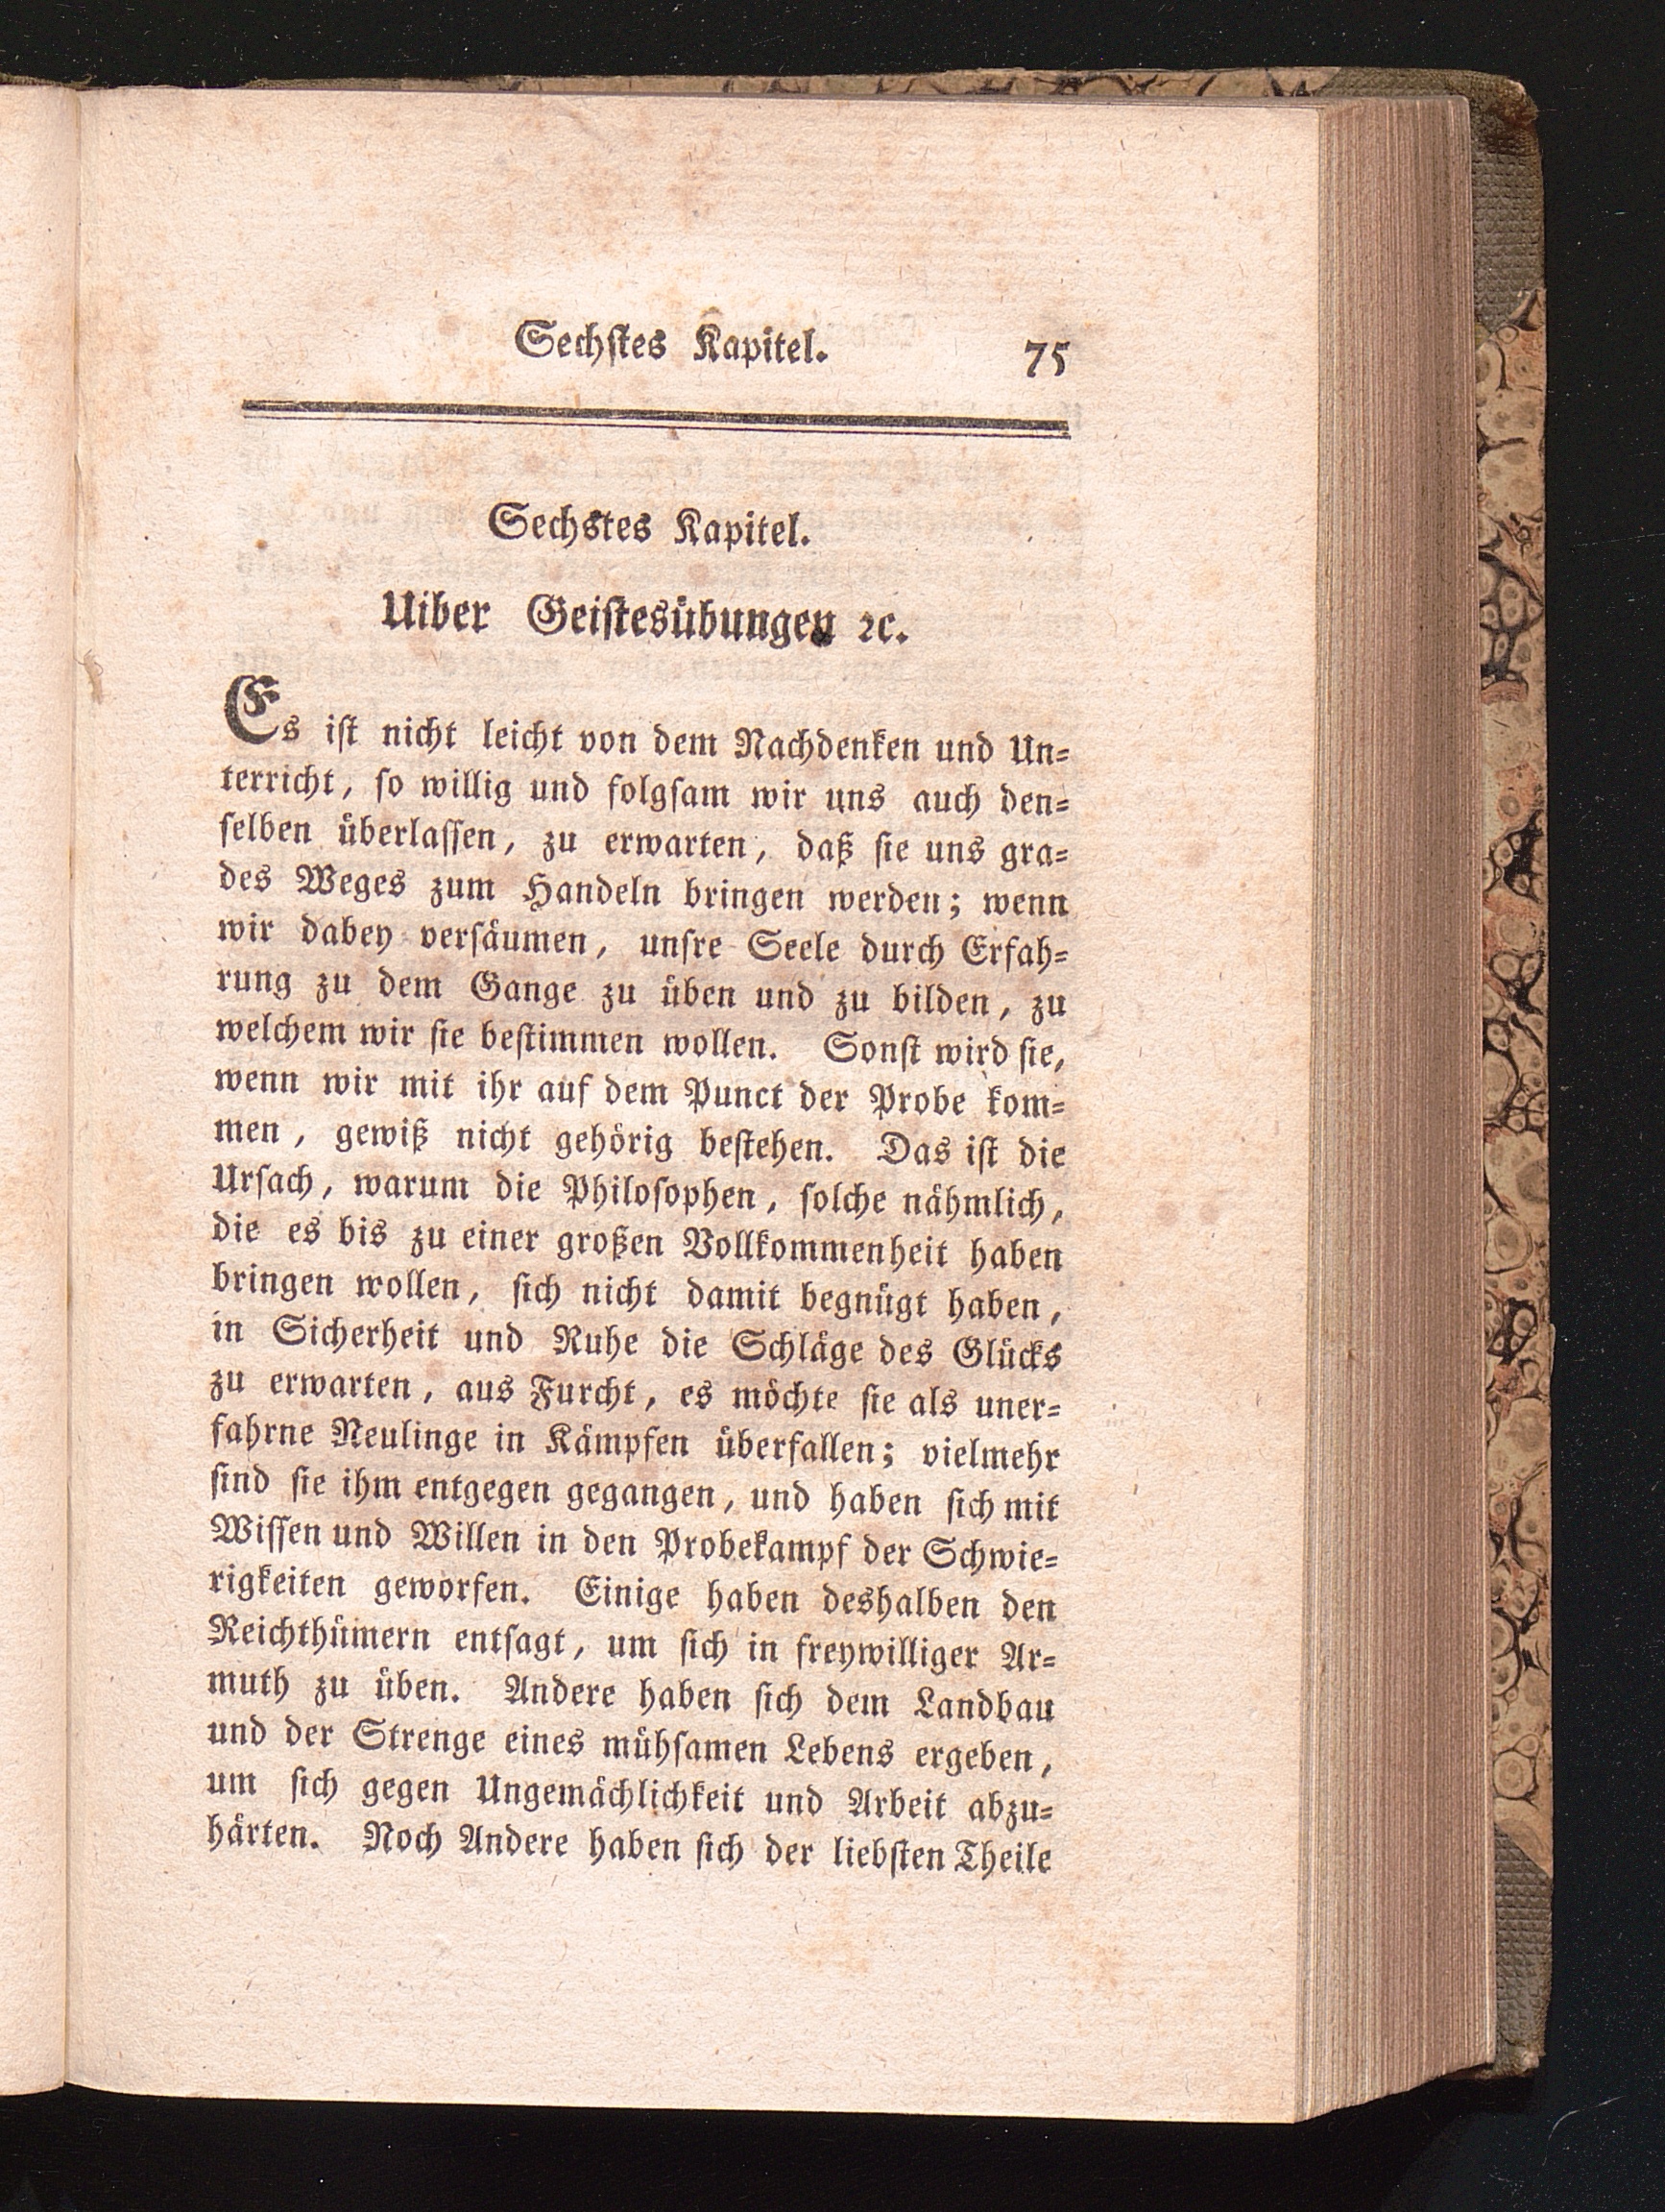 Sechſtes Kapitel. 75
Sechstes Kapitel.
Uiber Geiſtesübungen ꝛc.
Es iſt nicht leicht von dem Nachdenken und Un=
terricht, ſo willig und folgſam wir uns auch den=
ſelben überlaſſen, zu erwarten, daß ſie uns gra=
des Weges zum Handeln bringen werden; wenn
wir dabey verſäumen, unſre Seele durch Erfah=
rung zu dem Gange zu üben und zu bilden, zu
welchem wir ſie beſtimmen wollen. Sonſt wird ſie,
wenn wir mit ihr auf dem Punct der Probe kom=
men, gewiß nicht gehörig beſtehen. Das iſt die
Urſach, warum die Philoſophen, ſolche nähmlich,
die es bis zu einer großen Vollkommenheit haben
bringen wollen, ſich nicht damit begnügt haben,
in Sicherheit und Ruhe die Schläge des Glücks
zu erwarten, aus Furcht, es möchte ſie als uner=
fahrne Neulinge in Kämpfen überfallen; vielmehr
ſind ſie ihm entgegen gegangen, und haben ſich mit
Wiſſen und Willen in den Probekampf der Schwie=
rigkeiten geworfen. Einige haben deshalben den
Reichthümern entſagt, um ſich in freywilliger Ar=
muth zu üben. Andere haben ſich dem Landbau
und der Strenge eines mühſamen Lebens ergeben,
um ſich gegen Ungemächlichkeit und Arbeit abzu=
härten. Noch Andere haben ſich der liebſten Theile